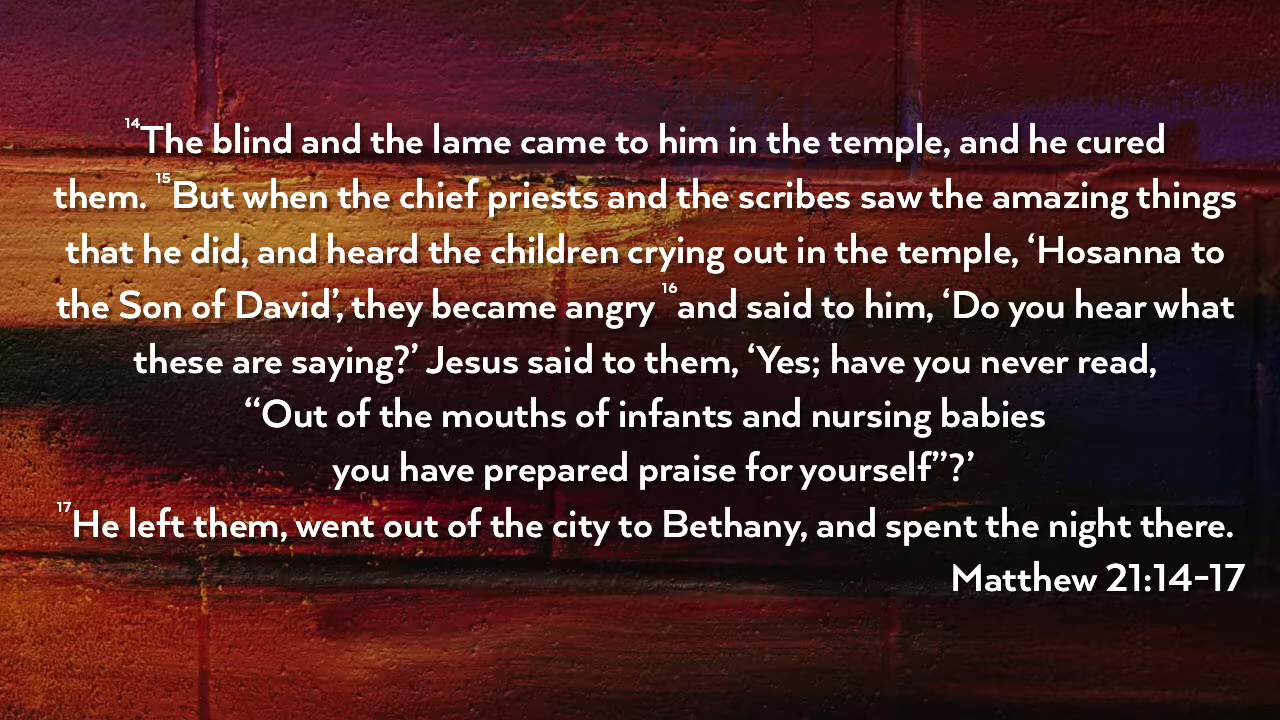 ¹⁴The blind and the lame came to him in the temple, and he cured
them. ¹⁵But when the chief priests and the scribes saw the amazing things
that he did, and heard the children crying out in the temple, ‘Hosanna to
the Son of David’, they became angry ¹⁶and said to him, ‘Do you hear what
these are saying?’ Jesus said to them, ‘Yes; have you never read,
“Out of the mouths of infants and nursing babies
you have prepared praise for yourself”?’
¹⁷He left them, went out of the city to Bethany, and spent the night there.
Matthew 21:14-17